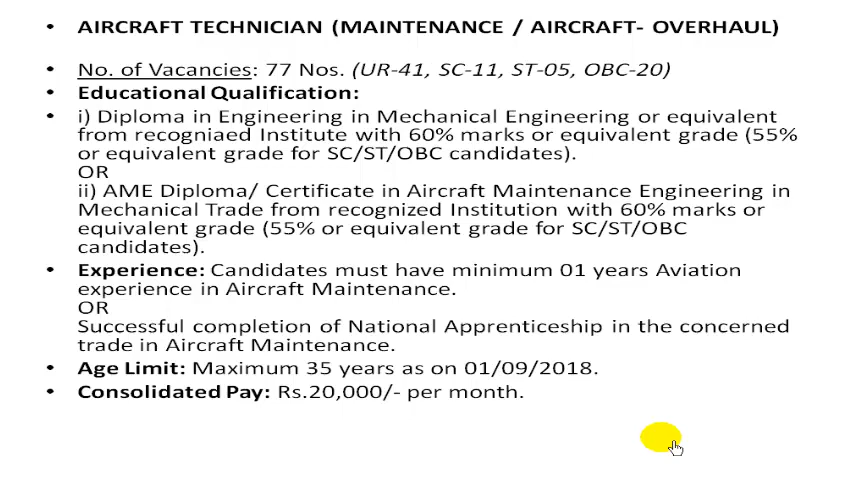 • AIRCRAFT TECHNICIAN (MAINTENANCE / AIRCRAFT- OVERHAUL)
• No. of Vacancies: 77 Nos. (UR-41, SC-11, ST-05, OBC-20)
• Educational Qualification:
• i) Diploma in Engineering in Mechanical Engineering or equivalent
from recogniaed Institute with 60% marks or equivalent grade (55%
or equivalent grade for SC/ST/OBC candidates).
OR
ii) AME Diploma/ Certificate in Aircraft Maintenance Engineering in
Mechanical Trade from recognized Institution with 60% marks or
equivalent grade (55% or equivalent grade for SC/ST/OBC
candidates).
• Experience: Candidates must have minimum 01 years Aviation
experience in Aircraft Maintenance.
OR
Successful completion of National Apprenticeship in the concerned
trade in Aircraft Maintenance.
• Age Limit: Maximum 35 years as on 01/09/2018.
• Consolidated Pay: Rs.20,000/- per month.